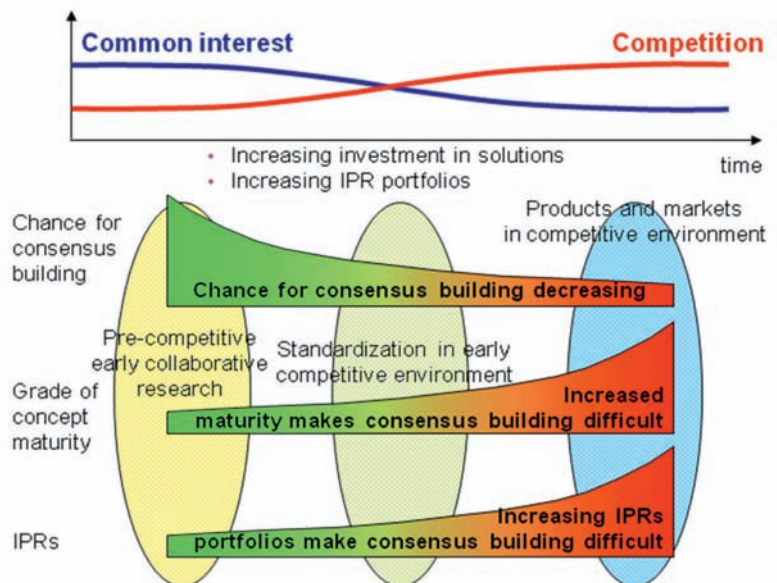 Common interest
Competition
• Increasing investment in solutions
• Increasing IPR portfolios
time
Chance for
consensus
building
Products and markets
in competitive environment
Chance for consensus building decreasing
Pre-competitive
early collaborative
research
Standardization in early
competitive environment
Grade of
concept
maturity
Increased
maturity makes consensus building difficult
IPRs
Increasing IPRs
portfolios make consensus building difficult